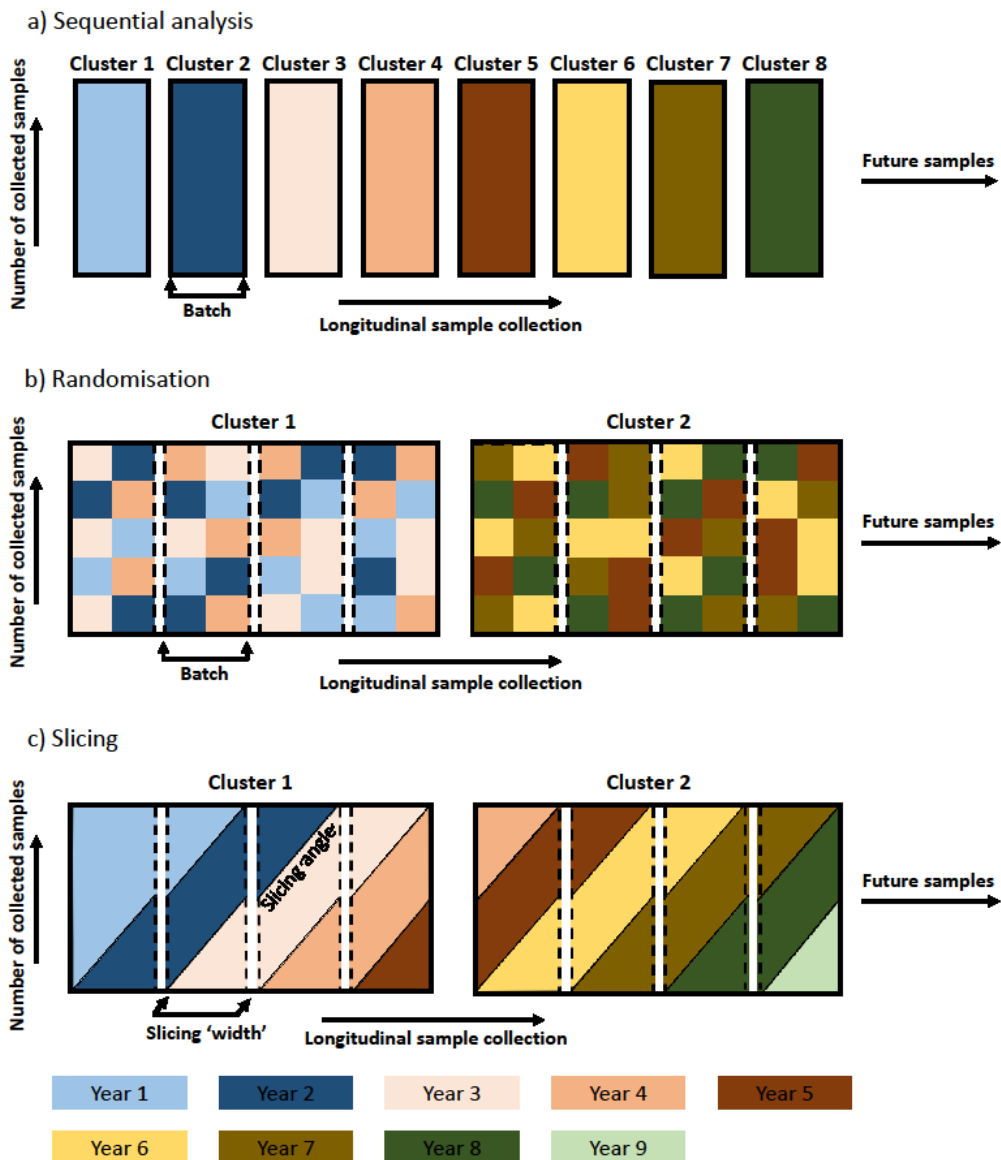 a) Sequential analysis
Cluster 1 Cluster 2 Cluster 3 Cluster 4 Cluster 5 Cluster 6 Cluster 7 Cluster 8
Number of collected samples
Future samples
Batch
Longitudinal sample collection
b) Randomisation
Cluster 1 Cluster 2
Number of collected samples
Future samples
Batch
Longitudinal sample collection
c) Slicing
Cluster 1 Cluster 2
Number of collected samples
Slicing angle
Future samples
Slicing ‘width’
Longitudinal sample collection
Year 1 Year 2 Year 3 Year 4 Year 5
Year 6 Year 7 Year 8 Year 9